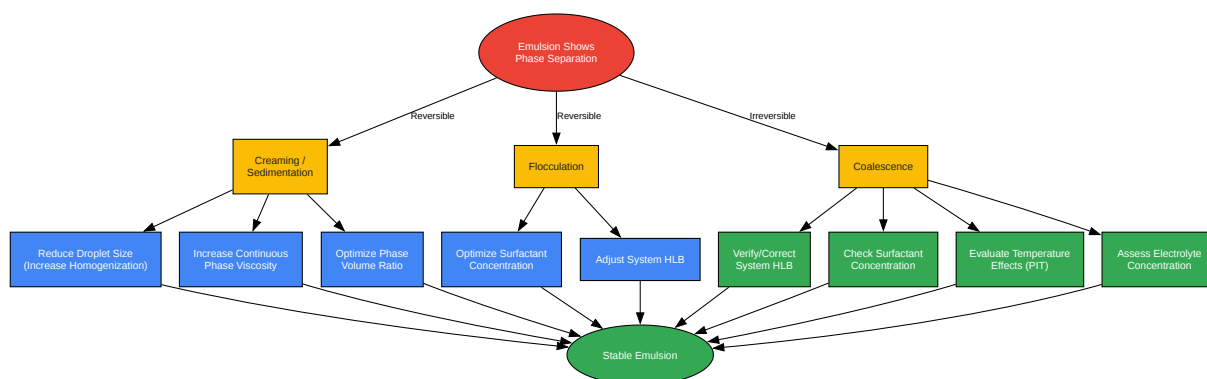 Emulsion Shows
Phase Separation
Reversible
Reversible
Irreversible
Creaming /
Sedimentation
Flocculation
Coalescence
Reduce Droplet Size
(Increase Homogenization)
Increase Continuous
Phase Viscosity
Optimize Phase
Volume Ratio
Optimize Surfactant
Concentration
Adjust System HLB
Verify/Correct
System HLB
Check Surfactant
Concentration
Evaluate Temperature
Effects (PIT)
Assess Electrolyte
Concentration
Stable Emulsion